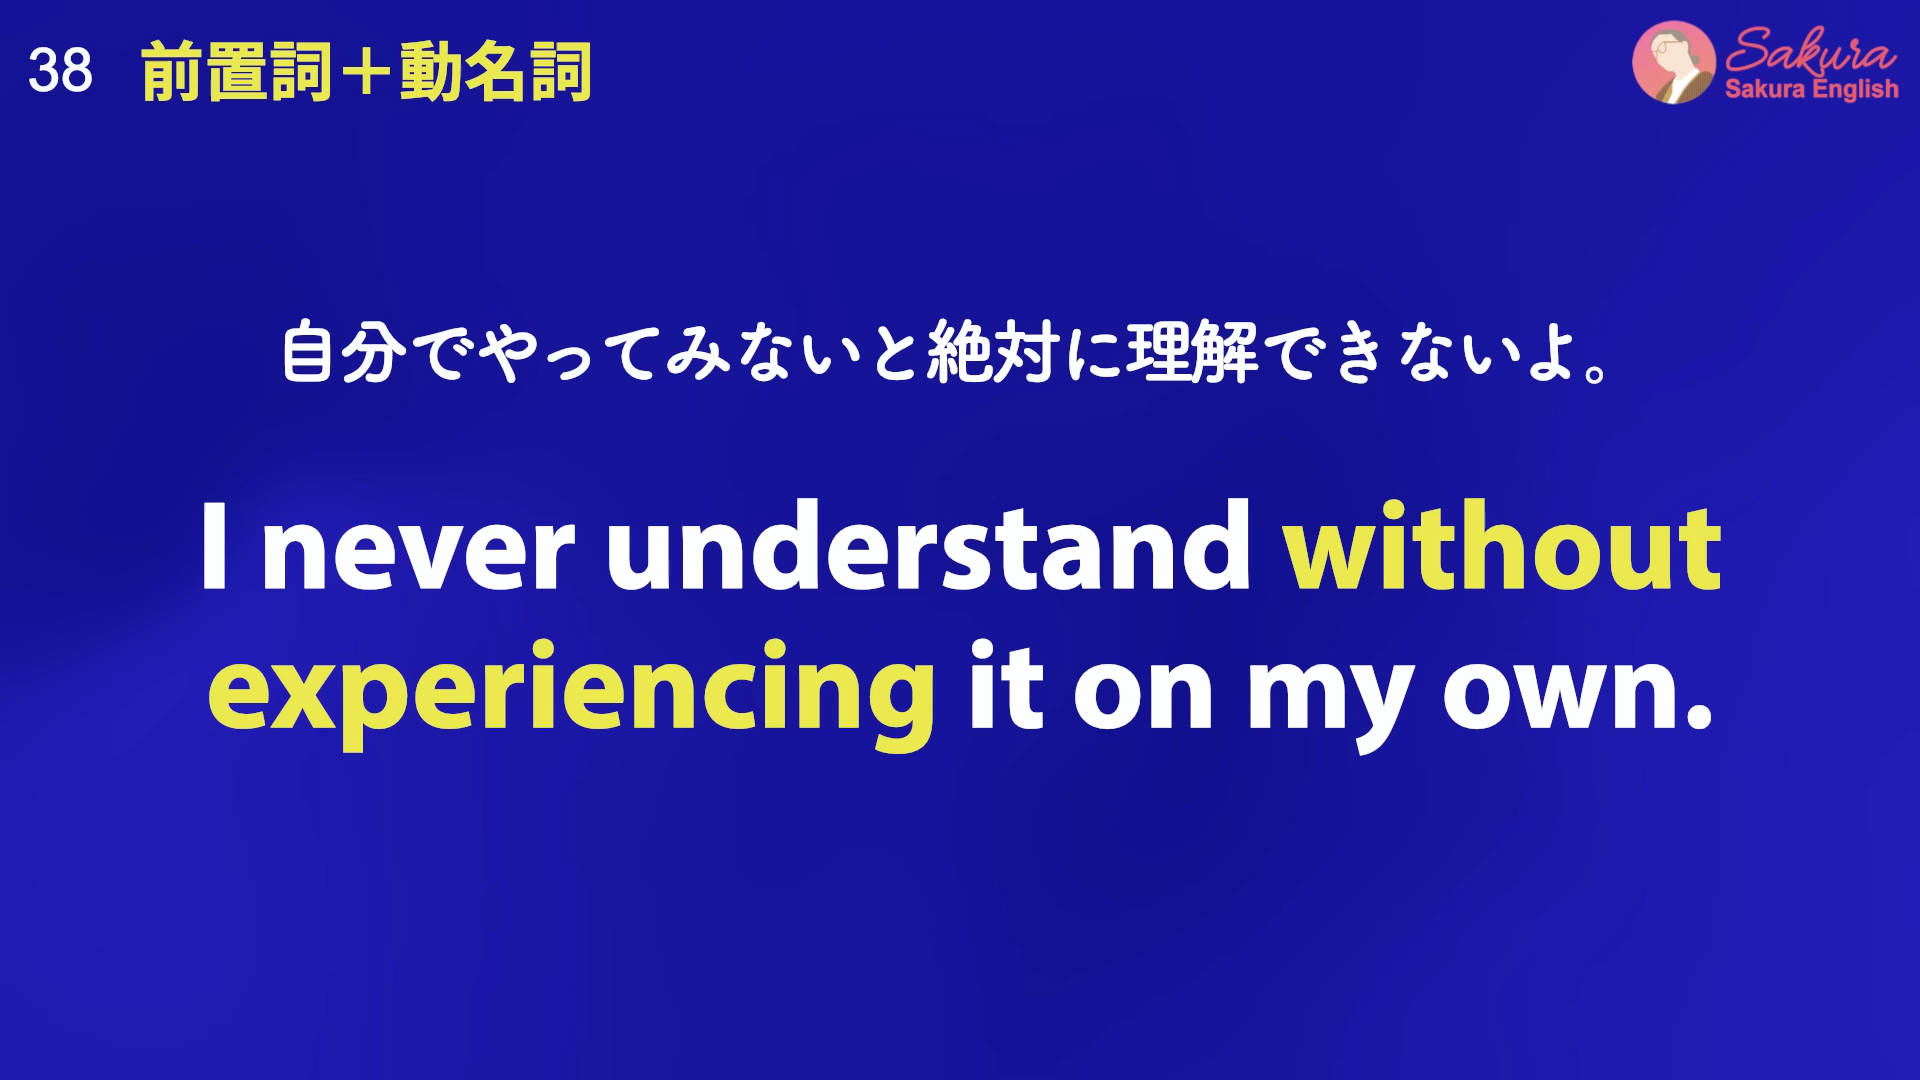 38 前置詞＋動名詞
Sakura
Sakura English
自分でやってみないと絶対に理解できないよ。
I never understand without
experiencing it on my own.